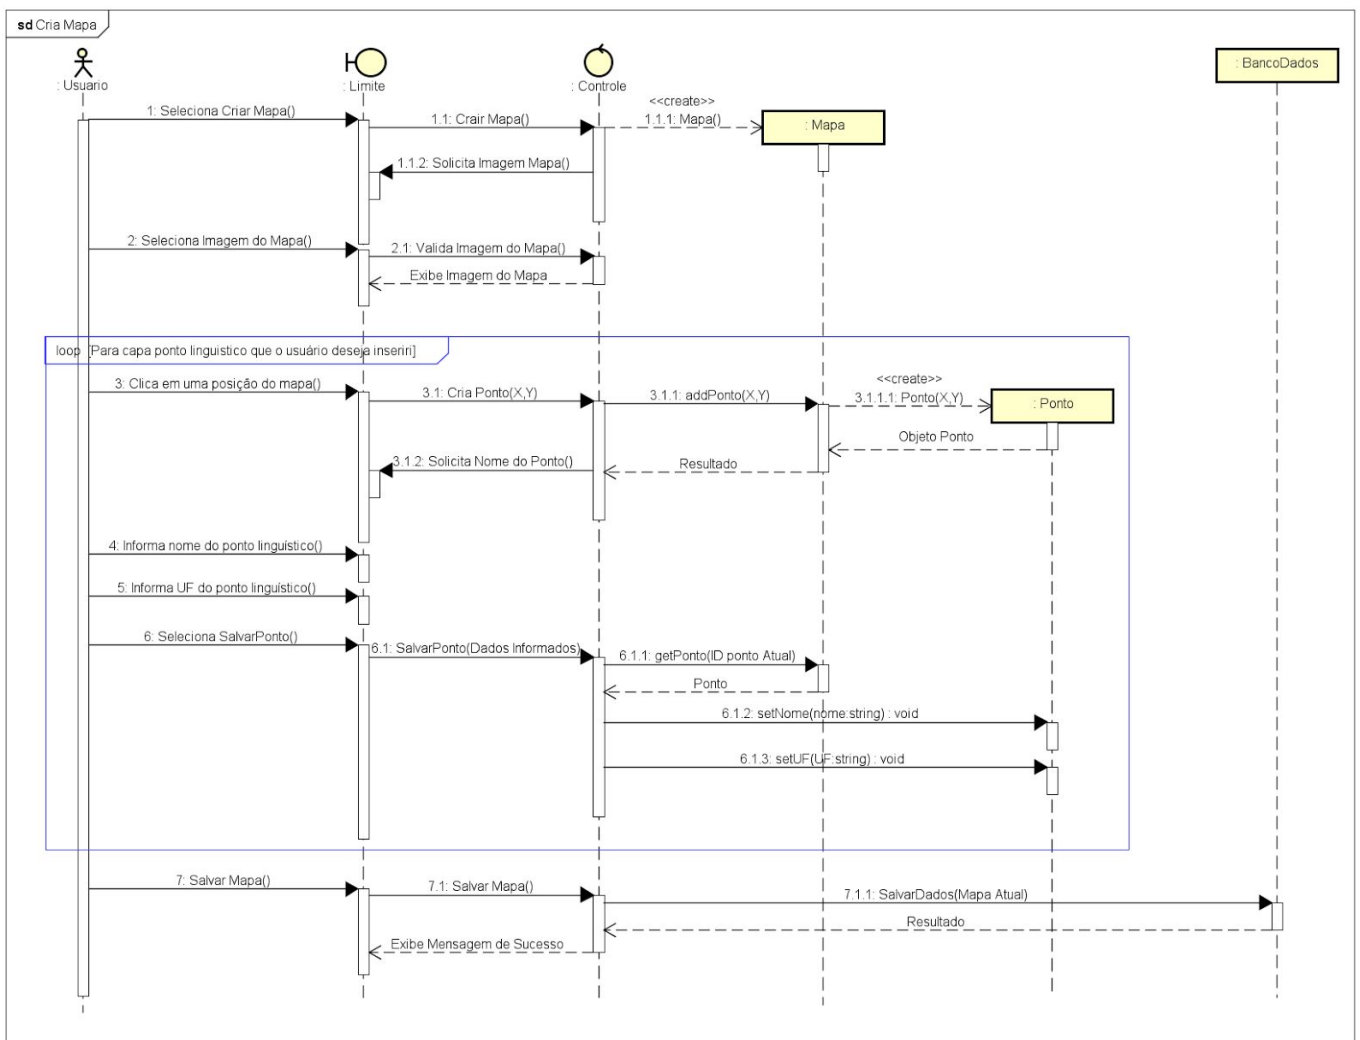 sd Cria Mapa
: Usuario
: Limite
: Controle
: BancoDados
1: Seleciona Criar Mapa()
1.1: Crair Mapa()
<<create>>
1.1.1: Mapa()
: Mapa
1.1.2: Solicita Imagem Mapa()
2: Seleciona Imagem do Mapa()
2.1: Valida Imagem do Mapa()
Exibe Imagem do Mapa
loop [Para capa ponto linguistico que o usuário deseja inseriri]
3: Clica em uma posição do mapa()
3.1: Cria Ponto(X,Y)
3.1.1: addPonto(X,Y)
<<create>>
3.1.1.1: Ponto(X,Y)
: Ponto
Objeto Ponto
3.1.2: Solicita Nome do Ponto()
Resultado
4: Informa nome do ponto linguístico()
5: Informa UF do ponto linguístico()
6: Seleciona SalvarPonto()
6.1: SalvarPonto(Dados Informados)
6.1.1: getPonto(ID ponto Atual)
Ponto
6.1.2: setNome(nome:string) : void
6.1.3: setUF(UF:string) : void
7: Salvar Mapa()
7.1: Salvar Mapa()
7.1.1: SalvarDados(Mapa Atual)
Resultado
Exibe Mensagem de Sucesso